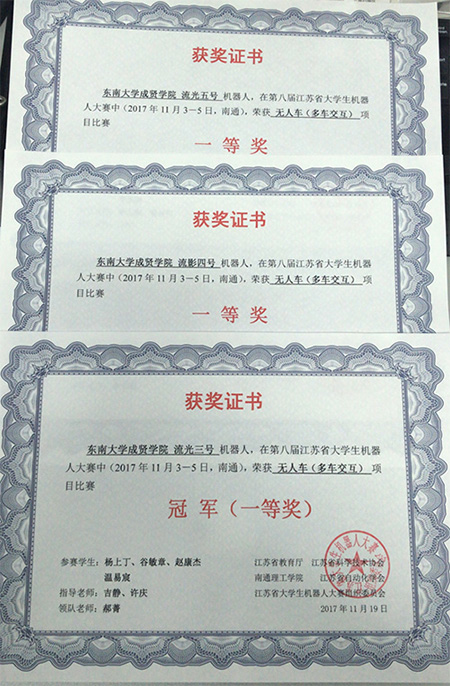 获奖证书
东南大学成贤学院 流光五号 机器人，在第八届江苏省大学生机器
人大赛中（2017年11月3－5日，南通），荣获 无人车（多车交互） 项
目比赛
一等奖
获奖证书
东南大学成贤学院 流影四号 机器人，在第八届江苏省大学生机器
人大赛中（2017年11月3－5日，南通），荣获 无人车（多车交互） 项
目比赛
一等奖
获奖证书
东南大学成贤学院 流光三号 机器人，在第八届江苏省大学生机器
人大赛中（2017年11月3－5日，南通），荣获 无人车（多车交互） 项
目比赛
冠军（一等奖）
参赛学生：杨上丁、谷敏章、赵康杰 江苏省教育厅 江苏省科学技术协会
温易宸 南通理工学院 江苏省自动化学会
指导老师：吉静、许庆 江苏省大学生机器人大赛组织委员会
领队老师：郝菁 2017年11月19日